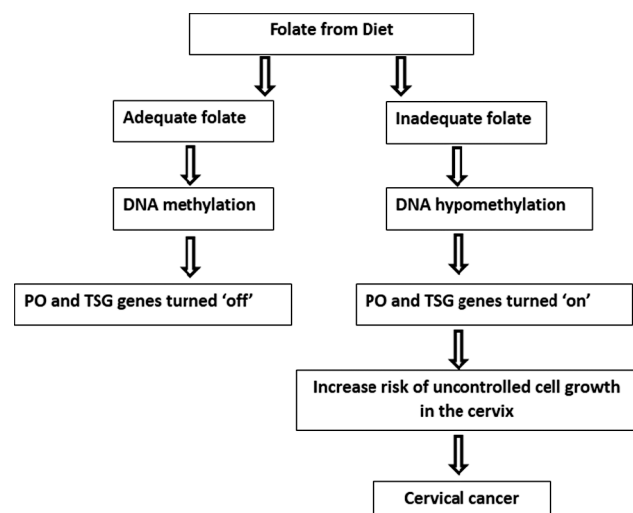 Folate from Diet
Adequate folate
Inadequate folate
DNA methylation
DNA hypomethylation
PO and TSG genes turned ‘off’
PO and TSG genes turned ‘on’
Increase risk of uncontrolled cell growth
in the cervix
Cervical cancer